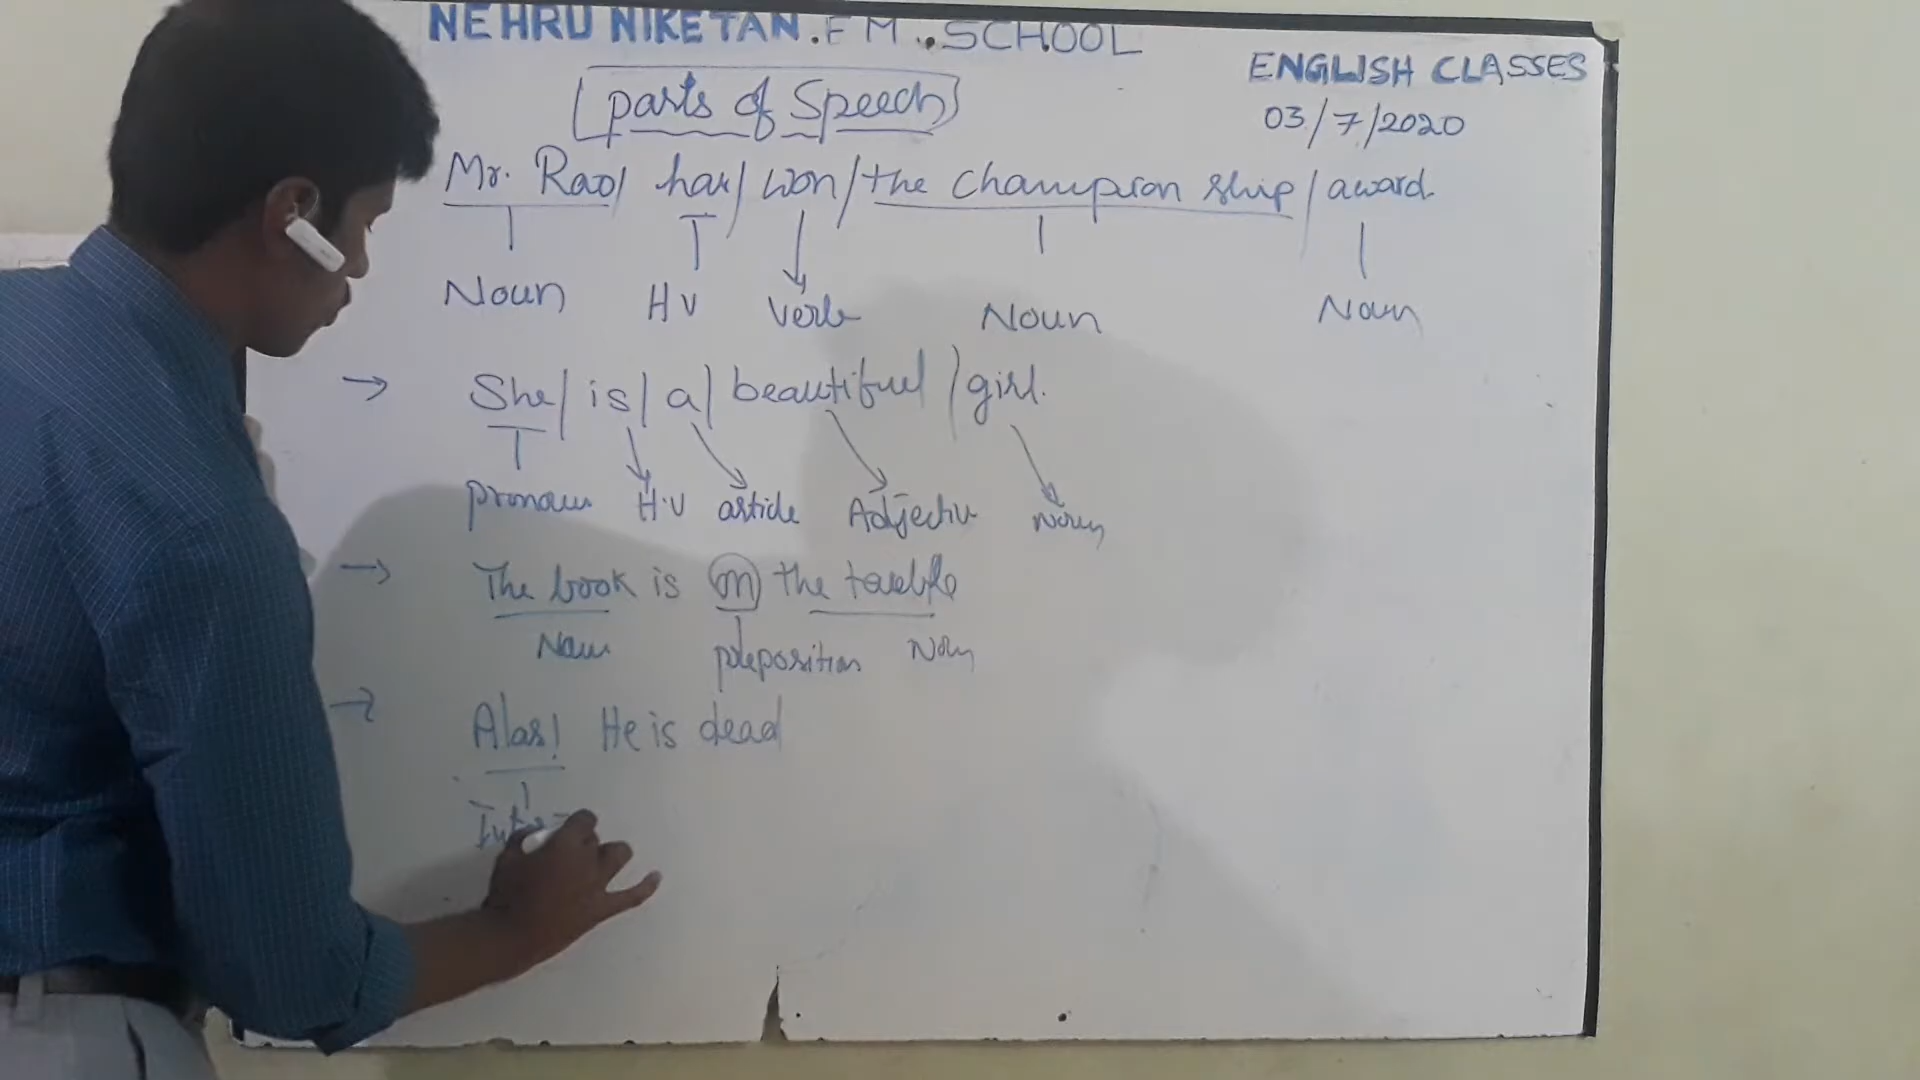 NEHRU NIKETAN . E M . SCHOOL
ENGLISH CLASSES
03/7/2020
parts of Speech
Mr. Rao/ has/ won/ the champion ship / award
Noun HV Verb Noun Noun
→ She/ is/ a/ beautiful / girl.
pronoun H.V article Adjective Noun
→ The book is on the table
Noun preposition Noun
→ Alas! He is dead